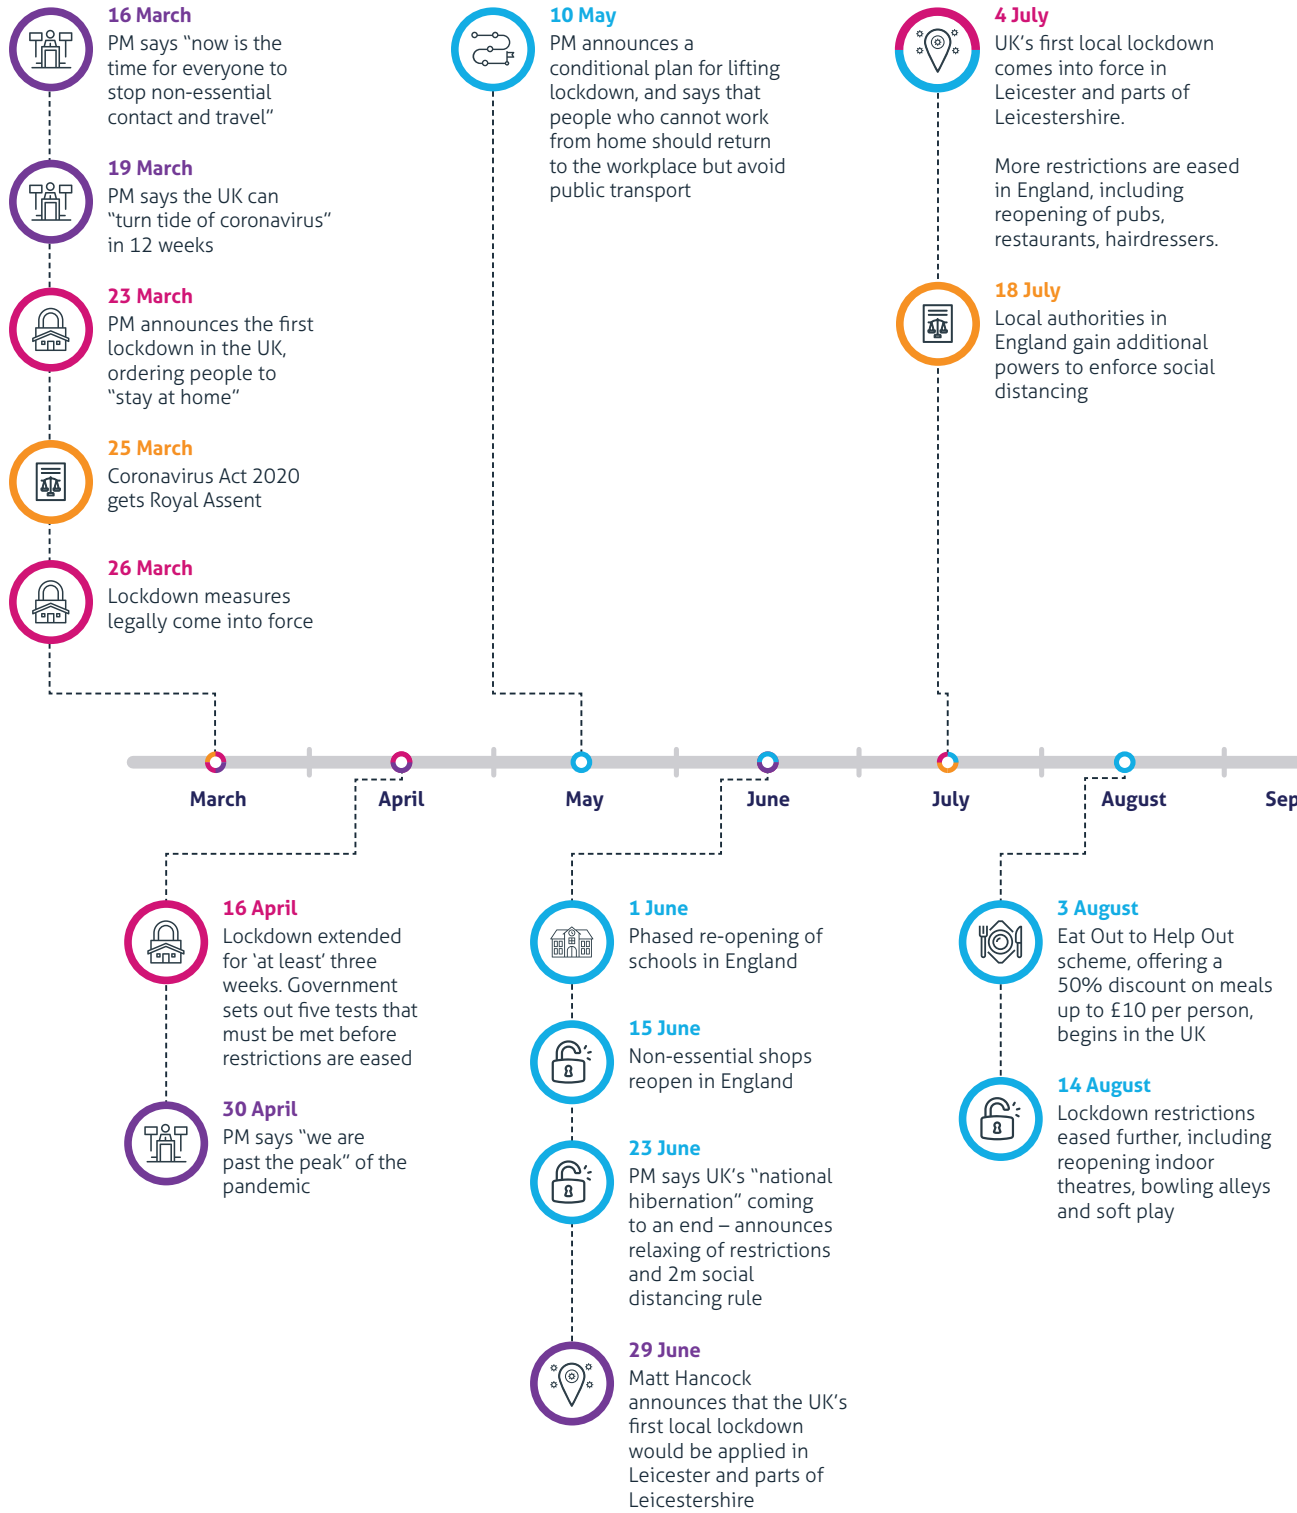 16 March
PM says “now is the
time for everyone to
stop non-essential
contact and travel”
19 March
PM says the UK can
“turn tide of coronavirus”
in 12 weeks
23 March
PM announces the first
lockdown in the UK,
ordering people to
“stay at home”
25 March
Coronavirus Act 2020
gets Royal Assent
26 March
Lockdown measures
legally come into force
10 May
PM announces a
conditional plan for lifting
lockdown, and says that
people who cannot work
from home should return
to the workplace but avoid
public transport
4 July
UK’s first local lockdown
comes into force in
Leicester and parts of
Leicestershire.
More restrictions are eased
in England, including
reopening of pubs,
restaurants, hairdressers.
18 July
Local authorities in
England gain additional
powers to enforce social
distancing
March
April
May
June
July
August
Sep
16 April
Lockdown extended
for ‘at least’ three
weeks. Government
sets out five tests that
must be met before
restrictions are eased
30 April
PM says “we are
past the peak” of the
pandemic
1 June
Phased re-opening of
schools in England
15 June
Non-essential shops
reopen in England
23 June
PM says UK’s “national
hibernation” coming
to an end – announces
relaxing of restrictions
and 2m social
distancing rule
29 June
Matt Hancock
announces that the UK’s
first local lockdown
would be applied in
Leicester and parts of
Leicestershire
3 August
Eat Out to Help Out
scheme, offering a
50% discount on meals
up to £10 per person,
begins in the UK
14 August
Lockdown restrictions
eased further, including
reopening indoor
theatres, bowling alleys
and soft play